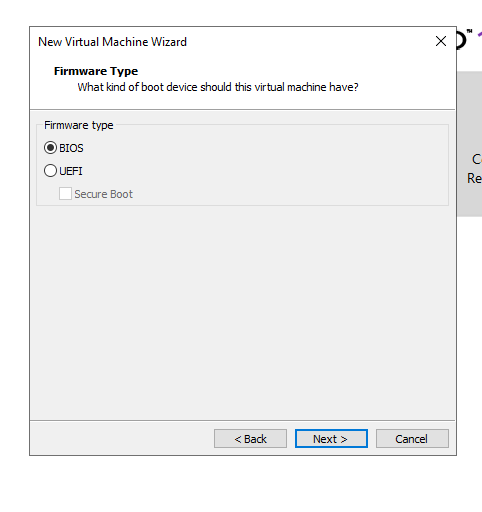 New Virtual Machine Wizard
Firmware Type
What kind of boot device should this virtual machine have?
Firmware type
BIOS
UEFI
Secure Boot
< Back
Next >
Cancel